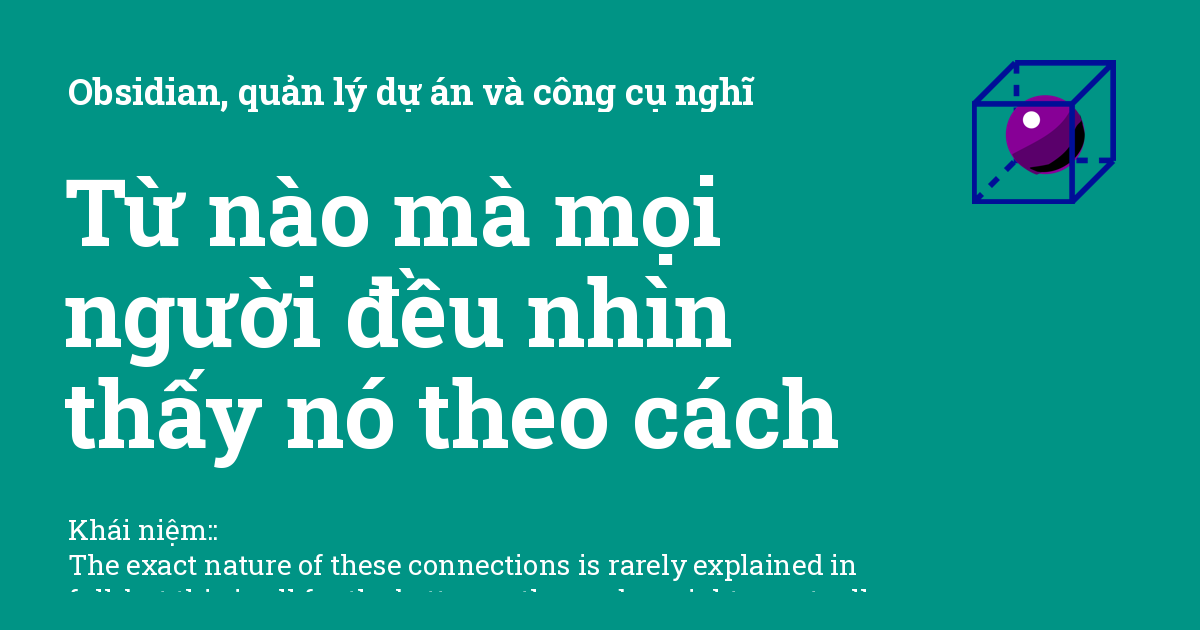 Obsidian, quản lý dự án và công cụ nghĩ
Từ nào mà mọi
người đều nhìn
thấy nó theo cách
Khái niệm::
The exact nature of these connections is rarely explained in